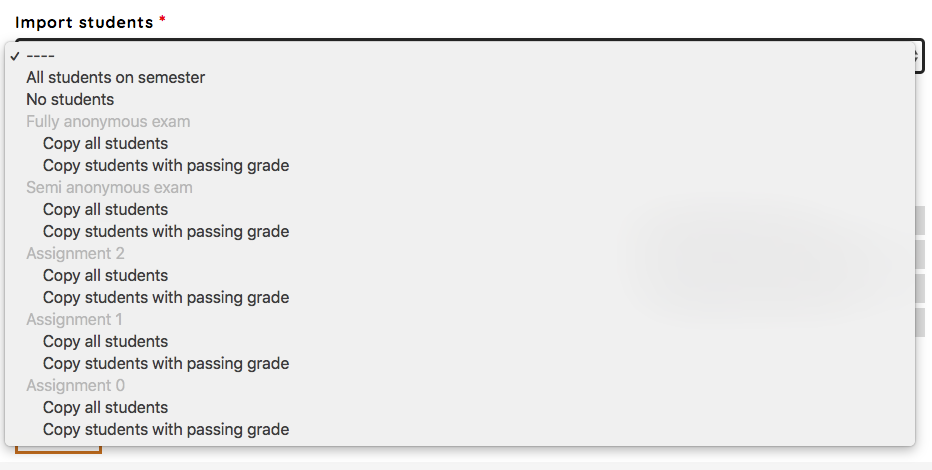 Import students *
✓ ----
All students on semester
No students
Fully anonymous exam
Copy all students
Copy students with passing grade
Semi anonymous exam
Copy all students
Copy students with passing grade
Assignment 2
Copy all students
Copy students with passing grade
Assignment 1
Copy all students
Copy students with passing grade
Assignment 0
Copy all students
Copy students with passing grade